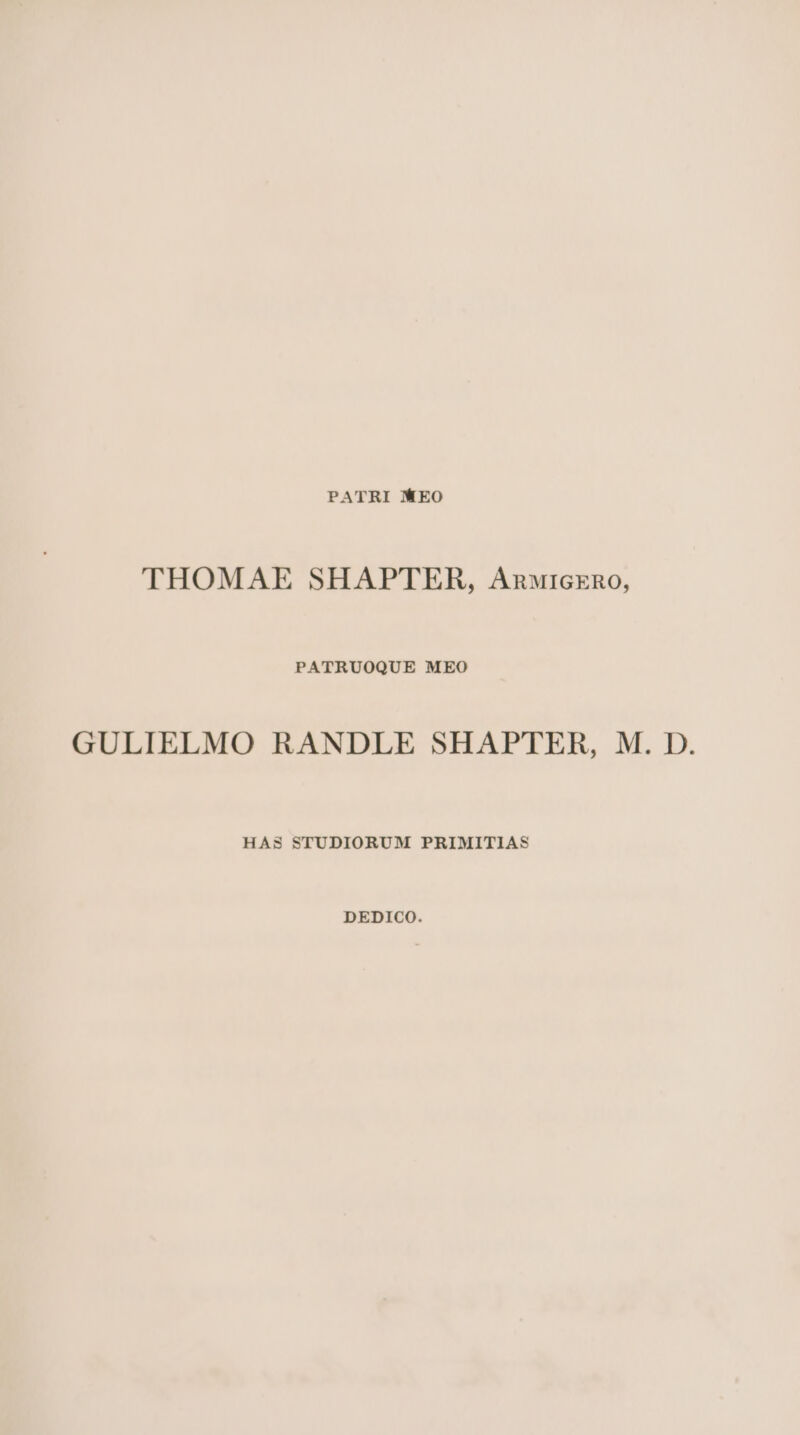 PATRI MEO
THOMAE SHAPTER, ARMIGERO,
PATRUOQUE MEO
GULIELMO RANDLE SHAPTER, M. D.
HAS STUDIORUM PRIMITIAS
DEDICO.